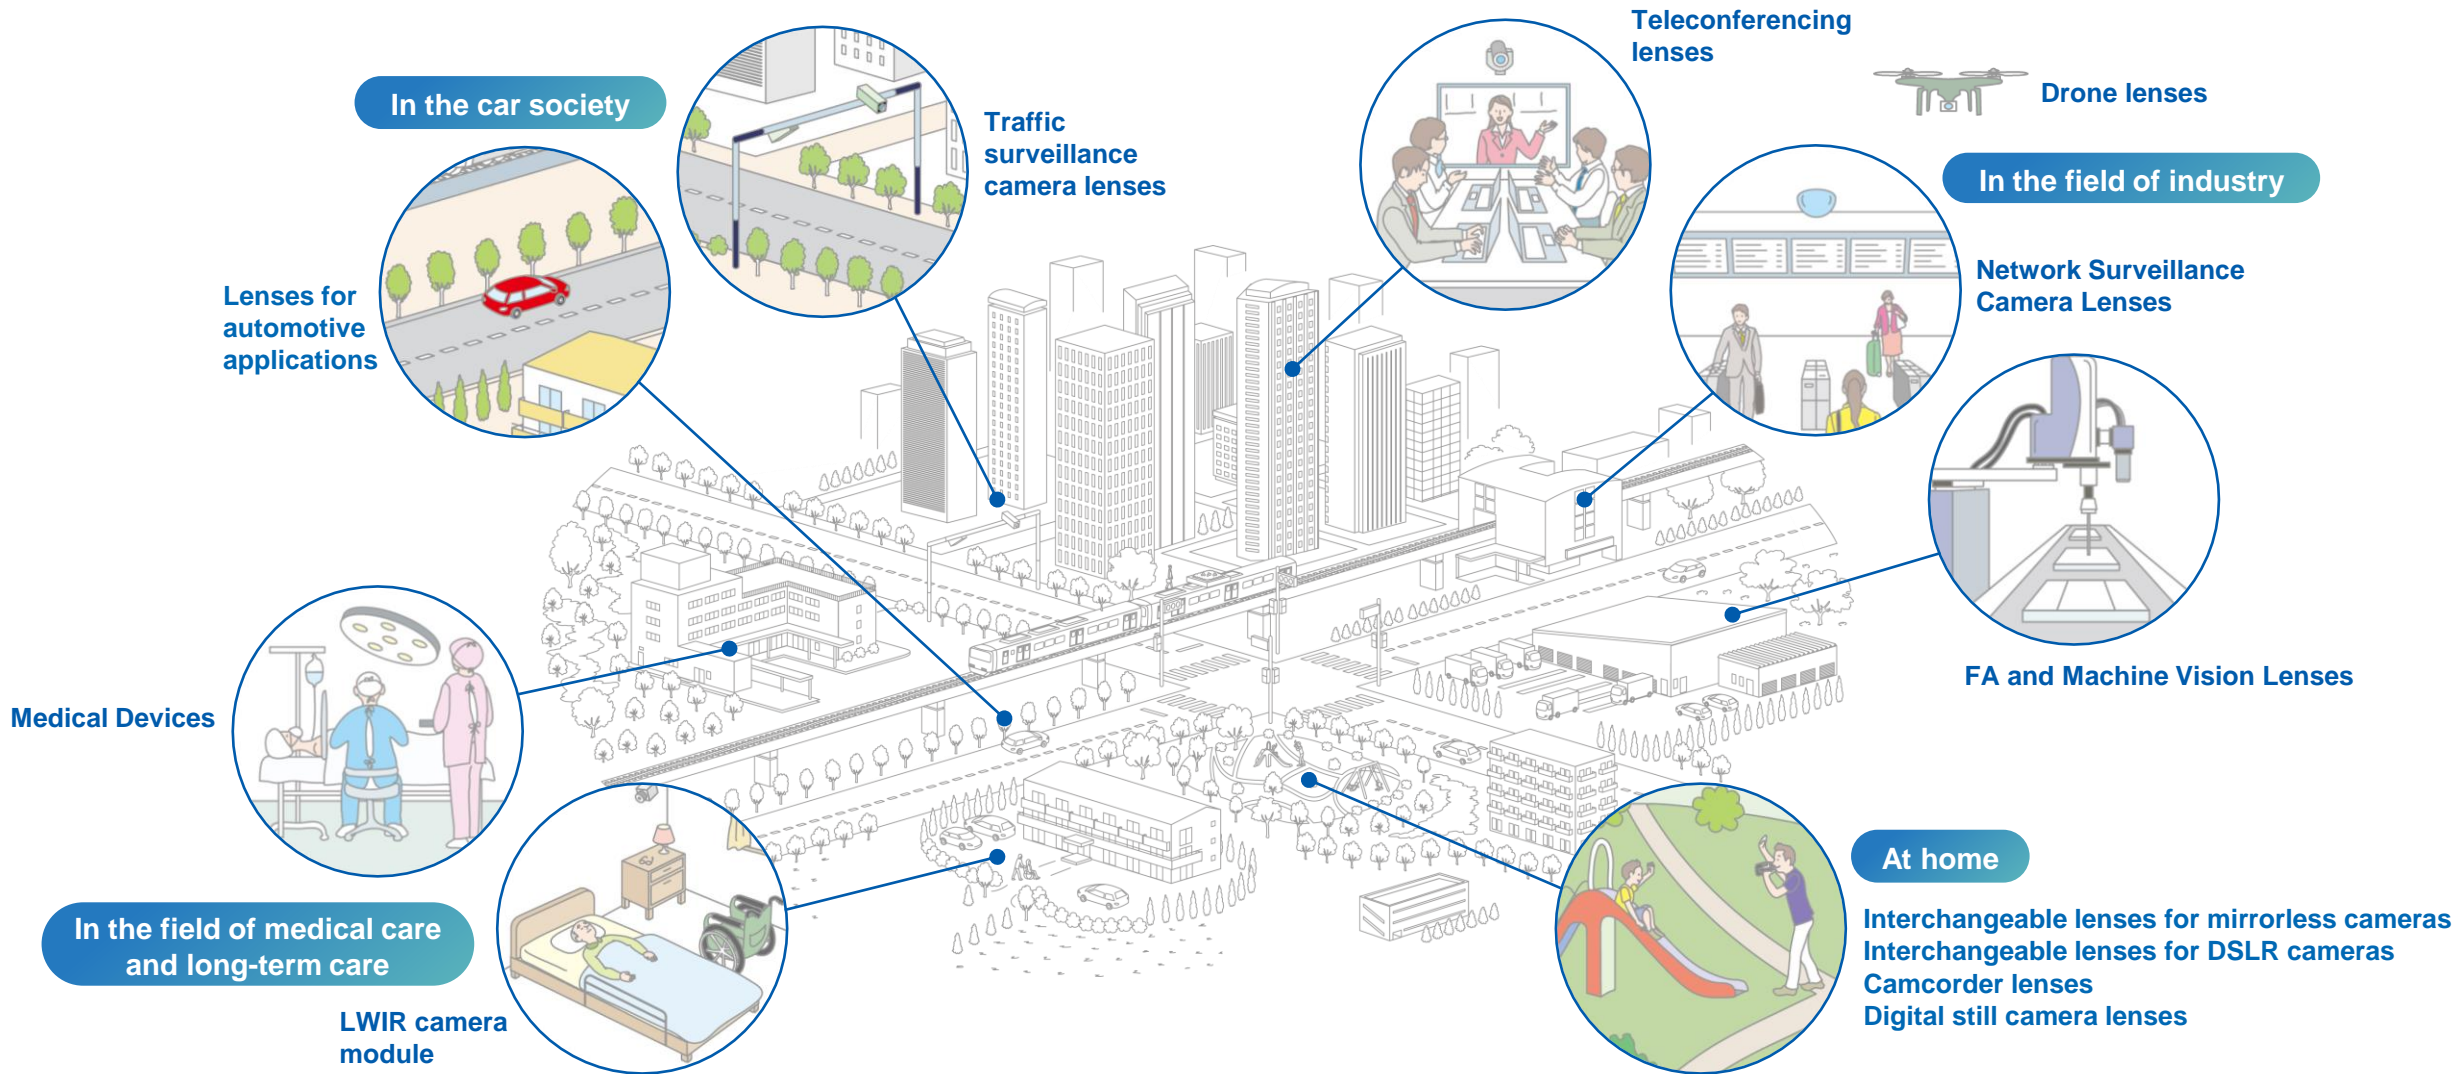 In the car society
Traffic
surveillance
camera lenses
Lenses for
automotive
applications
Teleconferencing
lenses
Drone lenses
In the field of industry
Network Surveillance
Camera Lenses
FA and Machine Vision Lenses
Medical Devices
In the field of medical care
and long-term care
LWIR camera
module
At home
Interchangeable lenses for mirrorless cameras
Interchangeable lenses for DSLR cameras
Camcorder lenses
Digital still camera lenses